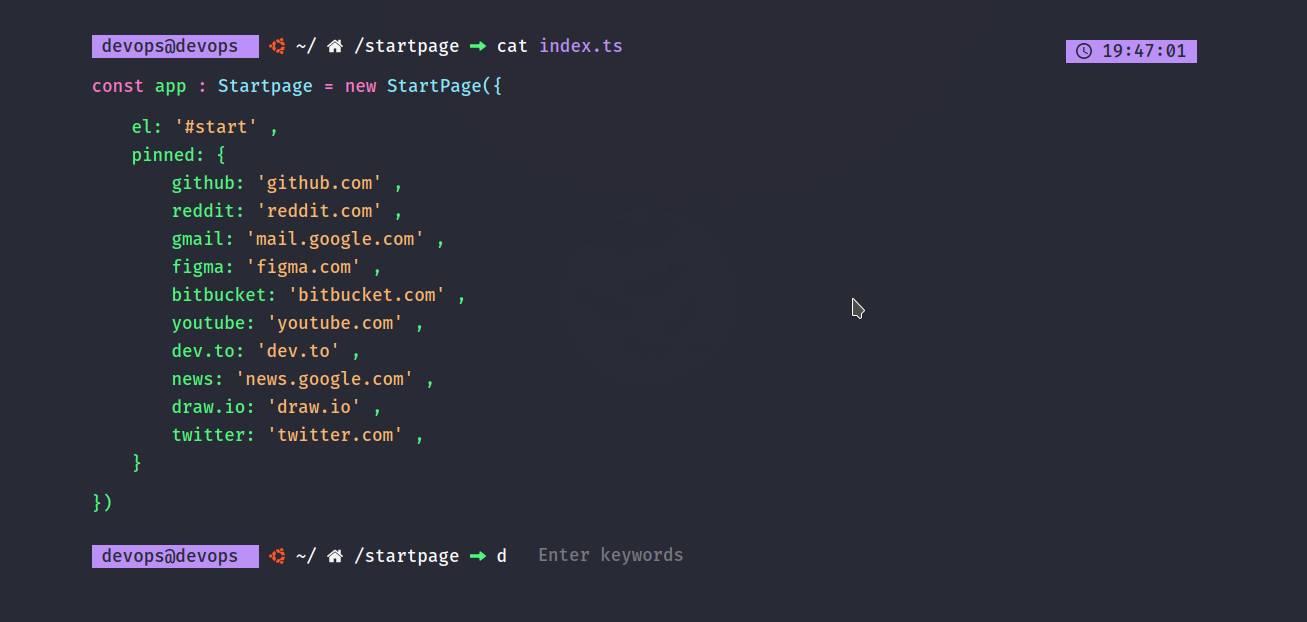 devops@devops ~/ /startpage cat index.ts
19:47:01
const app : Startpage = new StartPage({
el: '#start' ,
pinned: {
github: 'github.com' ,
reddit: 'reddit.com' ,
gmail: 'mail.google.com' ,
figma: 'figma.com' ,
bitbucket: 'bitbucket.com' ,
youtube: 'youtube.com' ,
dev.to: 'dev.to' ,
news: 'news.google.com' ,
draw.io: 'draw.io' ,
twitter: 'twitter.com' ,
}
})
devops@devops ~/ /startpage d Enter keywords